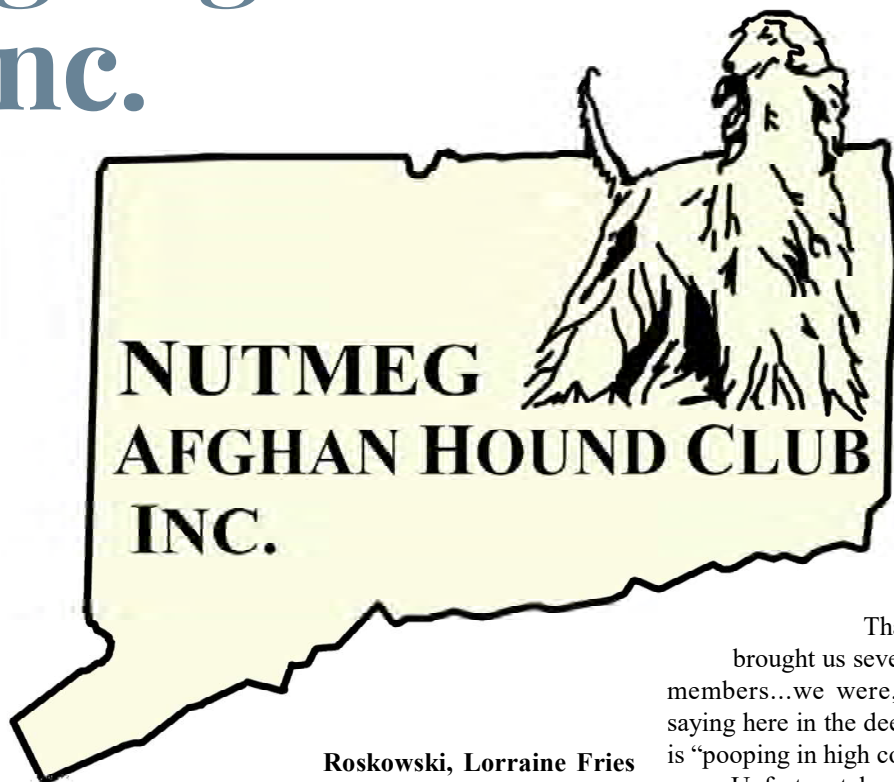 nc.
NUTMEG
AFGHAN HOUND CLUB
INC.
Roskowski, Lorraine Fries
brought us seve
members...we were,
saying here in the dee
is “pooping in high co